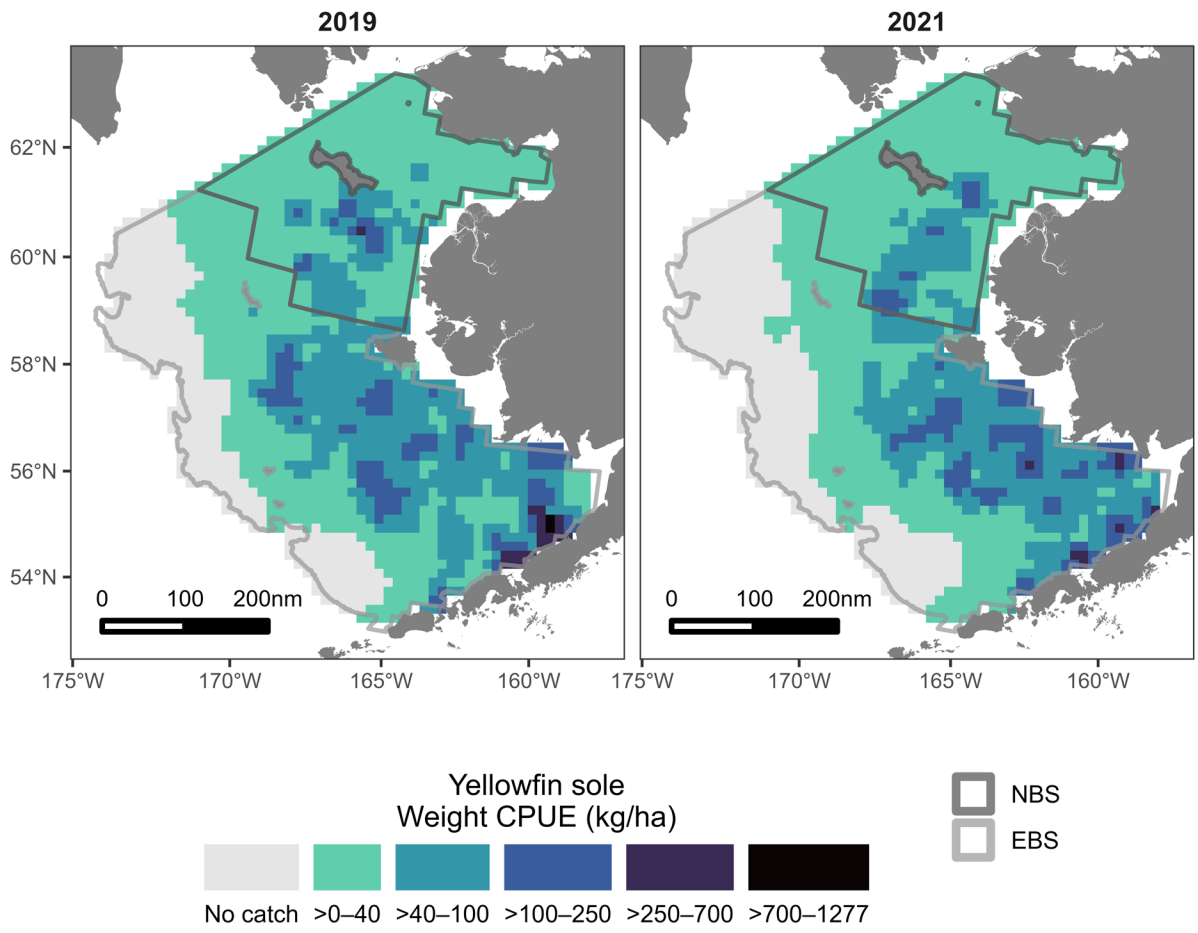 2019
2021
62°N
60°N
58°N
56°N
54°N
0 100 200nm
0 100 200nm
175°W 170°W 165°W 160°W
175°W 170°W 165°W 160°W
Yellowfin sole
Weight CPUE (kg/ha)
No catch >0–40 >40–100 >100–250 >250–700 >700–1277
NBS
EBS